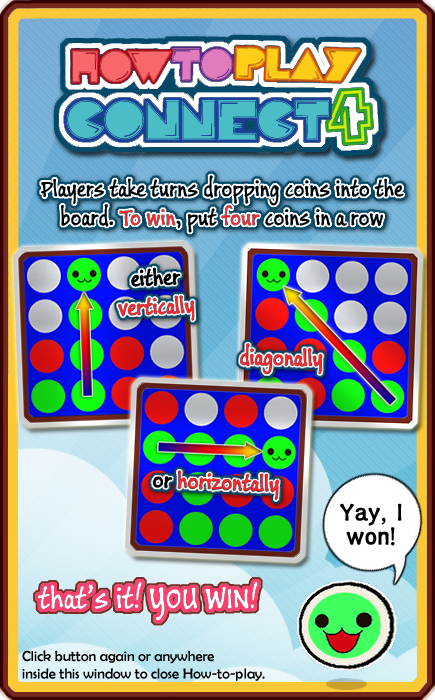 HOW TO PLAY
CONNECT 4
Players take turns dropping coins into the
board. To win, put four coins in a row
either
vertically
diagonally
or horizontally
Yay, I
won!
that's it! YOU WIN!
Click button again or anywhere
inside this window to close How-to-play.